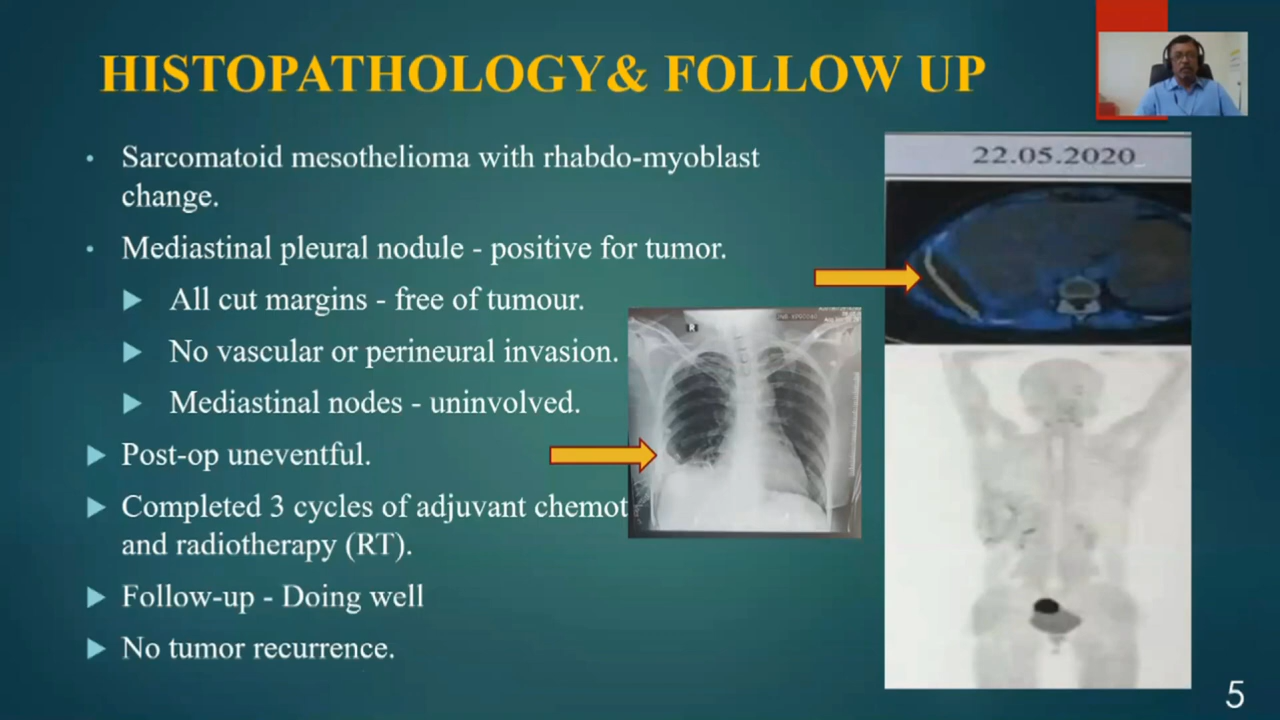 HISTOPATHOLOGY& FOLLOW UP
• Sarcomatoid mesothelioma with rhabdo-myoblast
change.
• Mediastinal pleural nodule - positive for tumor.
All cut margins - free of tumour.
No vascular or perineural invasion.
Mediastinal nodes - uninvolved.
Post-op uneventful.
Completed 3 cycles of adjuvant chemot
and radiotherapy (RT).
Follow-up - Doing well
No tumor recurrence.
22.05.2020
R
5